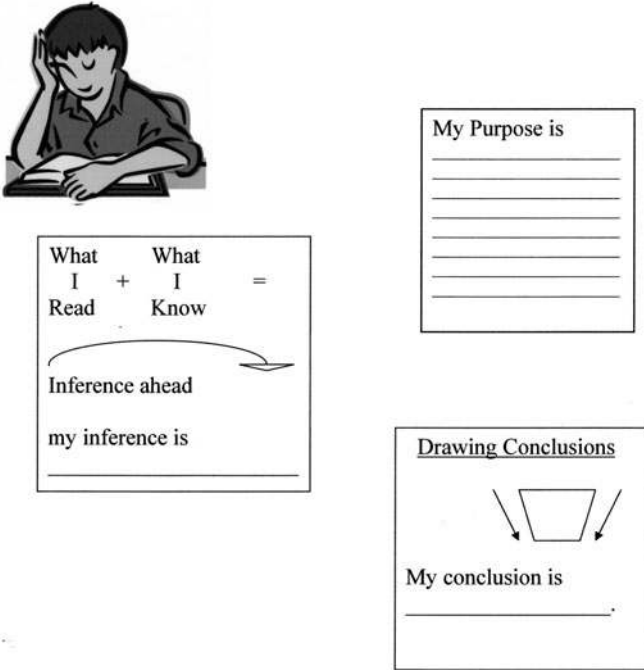 My Purpose is
What What
I + I =
Read Know
Inference ahead
my inference is
Drawing Conclusions
My conclusion is
.